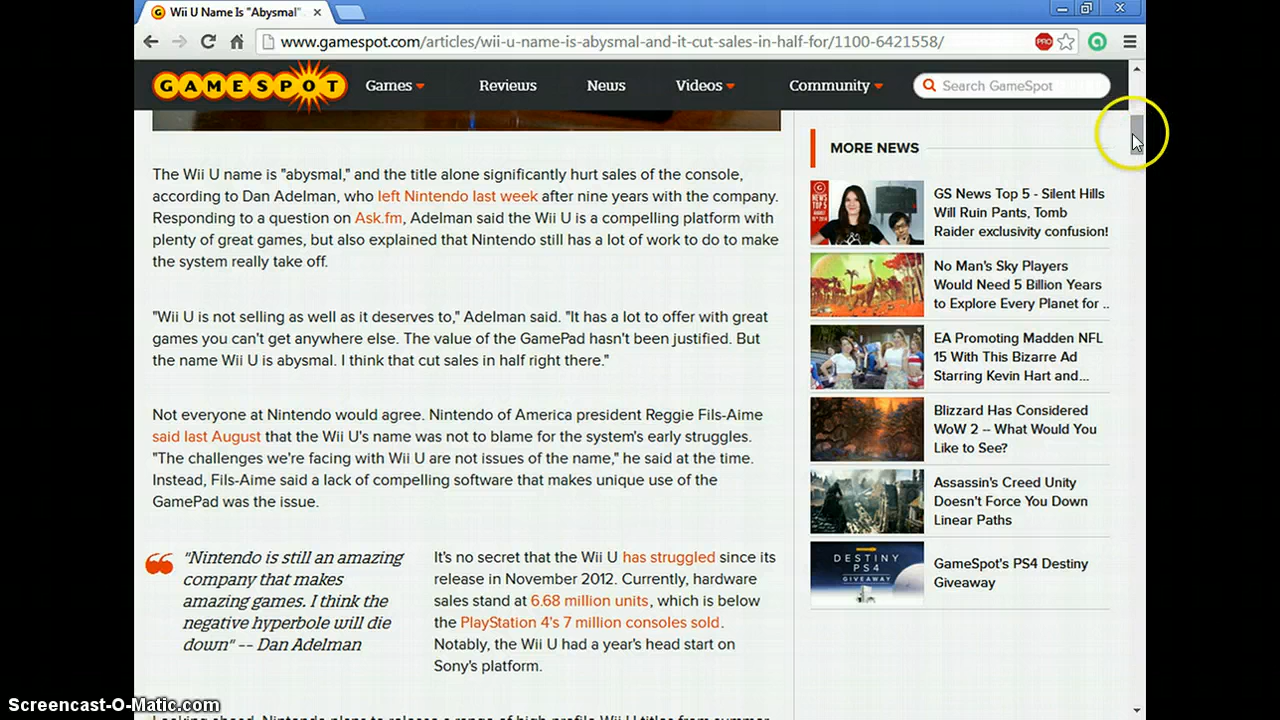 Wii U Name Is "Abysmal"
www.gamespot.com/articles/wii-u-name-is-abysmal-and-it-cut-sales-in-half-for/1100-6421558/
PRO
GAMESPOT
Games Reviews News Videos Community Search GameSpot
The Wii U name is "abysmal," and the title alone significantly hurt sales of the console,
according to Dan Adelman, who left Nintendo last week after nine years with the company.
Responding to a question on Ask.fm, Adelman said the Wii U is a compelling platform with
plenty of great games, but also explained that Nintendo still has a lot of work to do to make
the system really take off.
"Wii U is not selling as well as it deserves to," Adelman said. "It has a lot to offer with great
games you can't get anywhere else. The value of the GamePad hasn't been justified. But
the name Wii U is abysmal. I think that cut sales in half right there."
Not everyone at Nintendo would agree. Nintendo of America president Reggie Fils-Aime
said last August that the Wii U's name was not to blame for the system's early struggles.
"The challenges we're facing with Wii U are not issues of the name," he said at the time.
Instead, Fils-Aime said a lack of compelling software that makes unique use of the
GamePad was the issue.
"Nintendo is still an amazing
company that makes
amazing games. I think the
negative hyperbole will die
down" -- Dan Adelman
It's no secret that the Wii U has struggled since its
release in November 2012. Currently, hardware
sales stand at 6.68 million units, which is below
the PlayStation 4's 7 million consoles sold.
Notably, the Wii U had a year's head start on
Sony's platform.
Looking ahead, Nintendo plans to release a range of high-profile Wii U titles from summer
MORE NEWS
NEWS
TOP 5
GS News Top 5 - Silent Hills
Will Ruin Pants, Tomb
Raider exclusivity confusion!
No Man's Sky Players
Would Need 5 Billion Years
to Explore Every Planet for ..
EA Promoting Madden NFL
15 With This Bizarre Ad
Starring Kevin Hart and...
Blizzard Has Considered
WoW 2 -- What Would You
Like to See?
Assassin's Creed Unity
Doesn't Force You Down
Linear Paths
DESTINY
PS4
GIVEAWAY
GameSpot's PS4 Destiny
Giveaway
Screencast-O-Matic.com